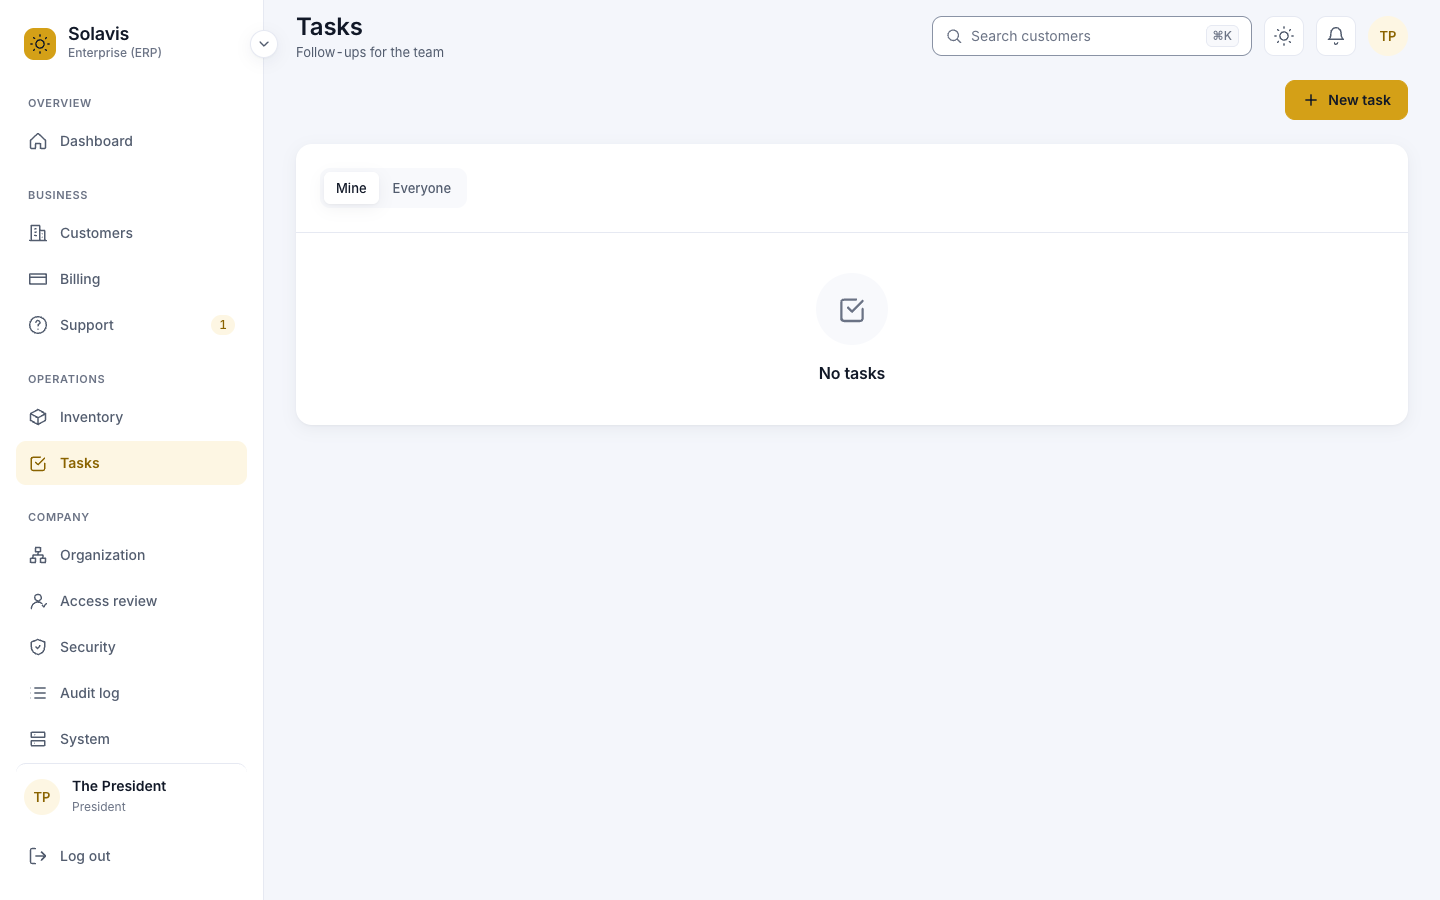 Solavis
Enterprise (ERP)
OVERVIEW
Dashboard
BUSINESS
Customers
Billing
Support 1
OPERATIONS
Inventory
Tasks
COMPANY
Organization
Access review
Security
Audit log
System
TP
The President
President
Log out
Tasks
Follow-ups for the team
Search customers ⌘K
TP
New task
Mine Everyone
No tasks